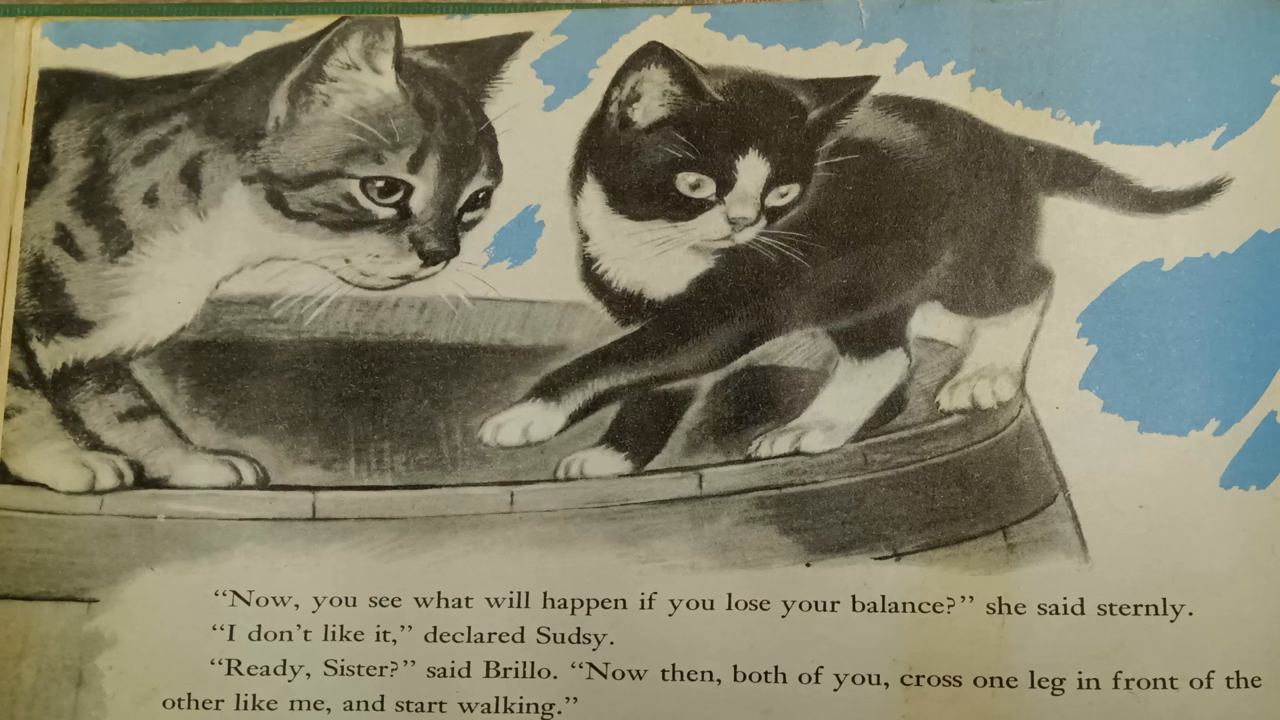 “Now, you see what will happen if you lose your balance?” she said sternly.
“I don’t like it,” declared Sudsy.
“Ready, Sister?” said Brillo. “Now then, both of you, cross one leg in front of the
other like me, and start walking.”